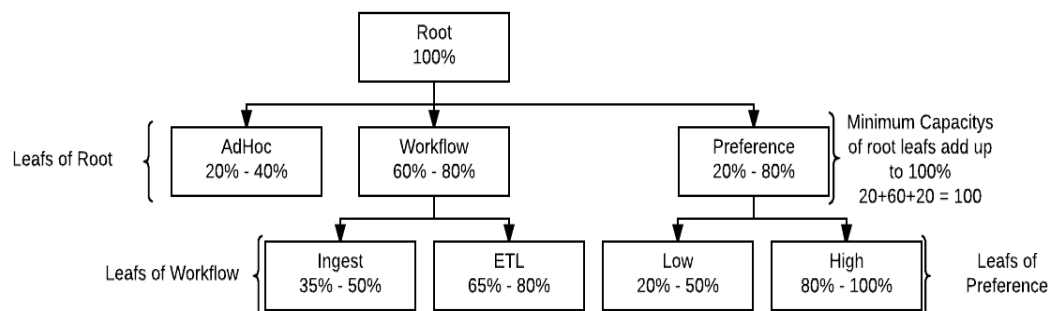 Root
100%
Leafs of Root
AdHoc
20% - 40%
Workflow
60% - 80%
Preference
20% - 80%
Minimum Capacitys
of root leafs add up
to 100%
20+60+20 = 100
Leafs of Workflow
Ingest
35% - 50%
ETL
65% - 80%
Low
20% - 50%
High
80% - 100%
Leafs of
Preference